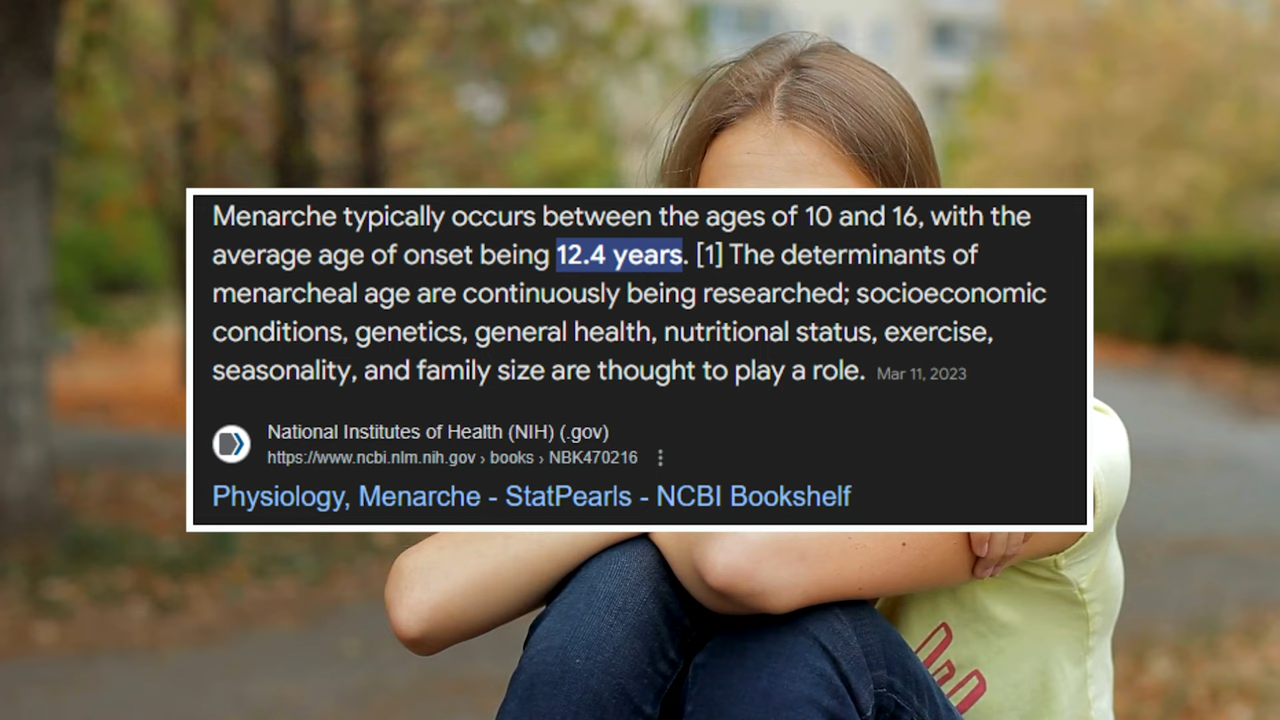 Menarche typically occurs between the ages of 10 and 16, with the
average age of onset being 12.4 years. [1] The determinants of
menarcheal age are continuously being researched; socioeconomic
conditions, genetics, general health, nutritional status, exercise,
seasonality, and family size are thought to play a role. Mar 11, 2023
National Institutes of Health (NIH) (.gov)
https://www.ncbi.nlm.nih.gov › books › NBK470216
Physiology, Menarche - StatPearls - NCBI Bookshelf